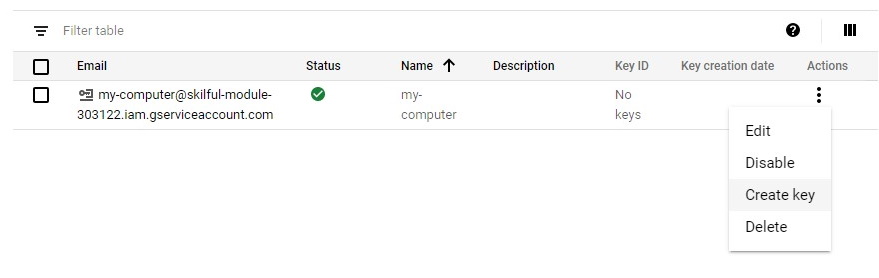 Filter table
Email Status Name Description Key ID Key creation date Actions
my-computer@skilful-module- my- No
303122.iam.gserviceaccount.com computer keys
Edit
Disable
Create key
Delete